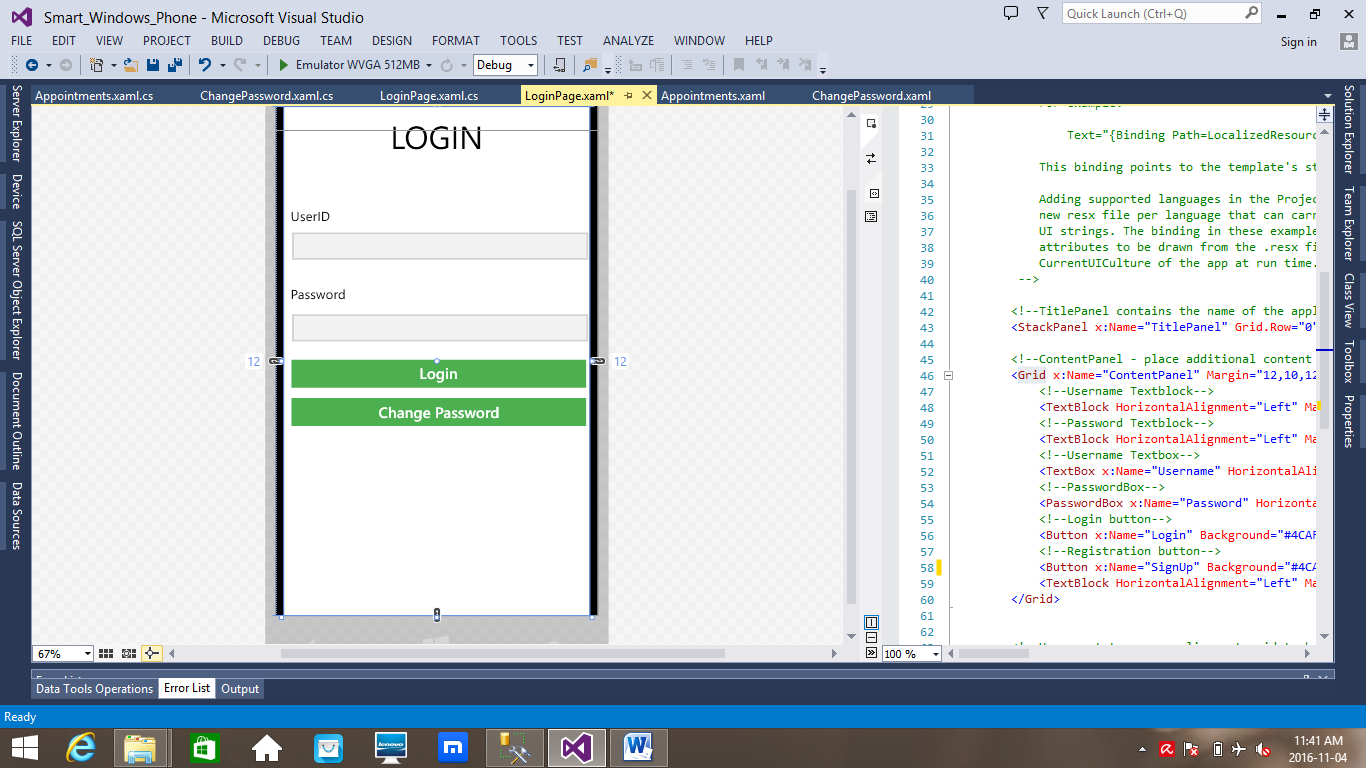 Smart_Windows_Phone - Microsoft Visual Studio
Quick Launch (Ctrl+Q)
FILE EDIT VIEW PROJECT BUILD DEBUG TEAM DESIGN FORMAT TOOLS TEST ANALYZE WINDOW HELP
Sign in
Emulator WVGA 512MB
Debug
Appointments.xaml.cs ChangePassword.xaml.cs LoginPage.xaml.cs LoginPage.xaml* Appointments.xaml ChangePassword.xaml
Server Explorer
Device
SQL Server Object Explorer
Document Outline
Data Sources
LOGIN
UserID
Password
12
12
Login
Change Password
30
31 Text="{Binding Path=LocalizedResourc
32
33 This binding points to the template's st
34
35 Adding supported languages in the Projec
36 new resx file per language that can carr
37 UI strings. The binding in these example
38 attributes to be drawn from the .resx fi
39 CurrentUICulture of the app at run time.
40 -->
41
42 <!--TitlePanel contains the name of the appl
43 <StackPanel x:Name="TitlePanel" Grid.Row="0"
44
45 <!--ContentPanel - place additional content
46 <Grid x:Name="ContentPanel" Margin="12,10,12
47 <!--Username Textblock-->
48 <TextBlock HorizontalAlignment="Left" Ma
49 <!--Password Textblock-->
50 <TextBlock HorizontalAlignment="Left" Ma
51 <!--Username Textbox-->
52 <TextBox x:Name="Username" HorizontalAli
53 <!--PasswordBox-->
54 <PasswordBox x:Name="Password" Horizonta
55 <!--Login button-->
56 <Button x:Name="Login" Background="#4CAF
57 <!--Registration button-->
58 <Button x:Name="SignUp" Background="#4CA
59 <TextBlock HorizontalAlignment="Left" Ma
60 </Grid>
61
62
Solution Explorer
Team Explorer
Class View
Toolbox
Properties
67%
100 %
Data Tools Operations Error List Output
Ready
lenovo
11:41 AM
2016-11-04